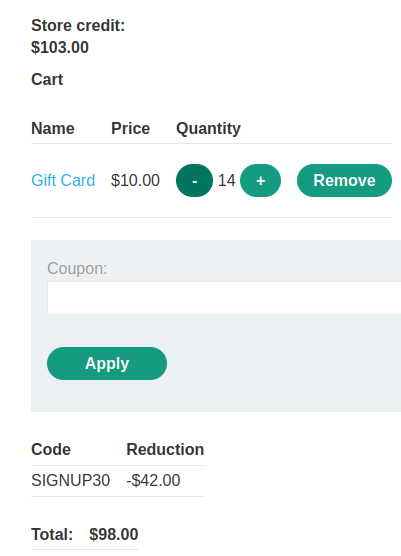 Store credit:
$103.00
Cart
Name Price Quantity
Gift Card $10.00 - 14 + Remove
Coupon:
Apply
Code Reduction
SIGNUP30 -$42.00
Total: $98.00